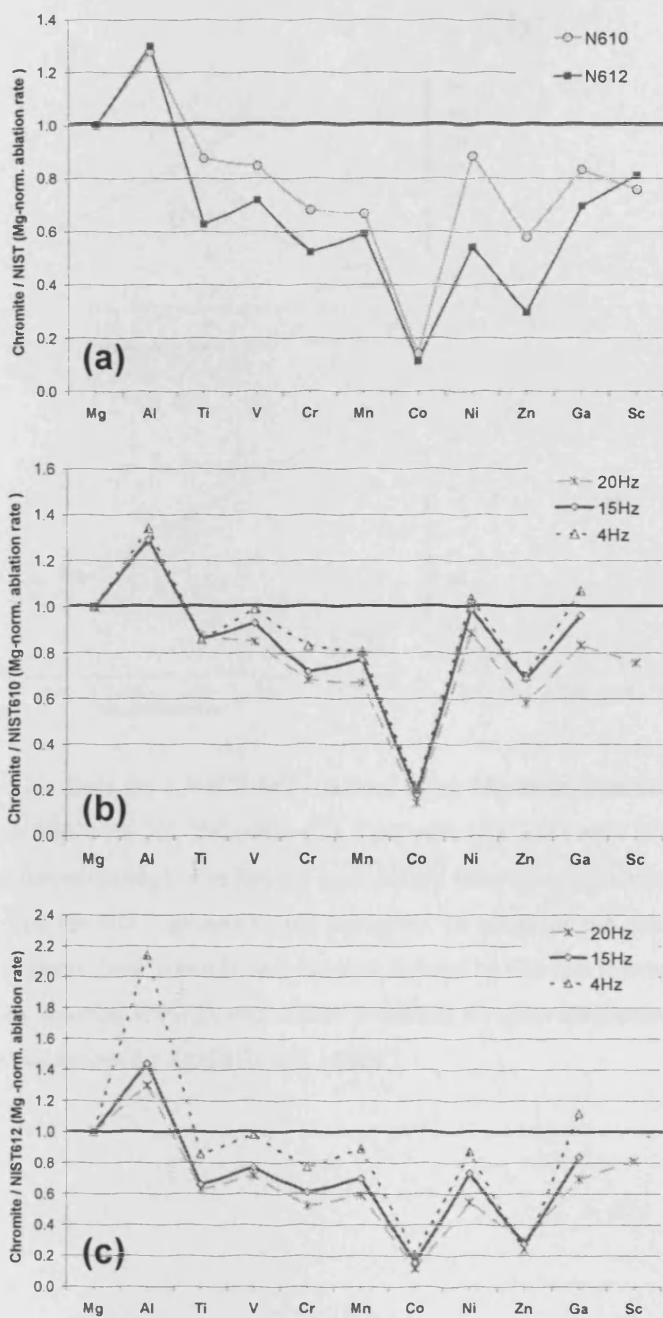 Chromite / NIST (Mg-norm. ablation rate )
1.4
1.2
1.0
0.8
0.6
0.4
0.2
0.0
N610
N612
(a)
Mg Al Ti V Cr Mn Co Ni Zn Ga Sc
Chromite / NIST610 (Mg-norm. ablation rate )
1.6
1.4
1.2
1.0
0.8
0.6
0.4
0.2
0.0
20Hz
15Hz
4Hz
(b)
Mg Al Ti V Cr Mn Co Ni Zn Ga Sc
Chromite / NIST612 (Mg -norm. ablation rate)
2.4
2.2
2.0
1.8
1.6
1.4
1.2
1.0
0.8
0.6
0.4
0.2
0.0
20Hz
15Hz
4Hz
(c)
Mg Al Ti V Cr Mn Co Ni Zn Ga Sc